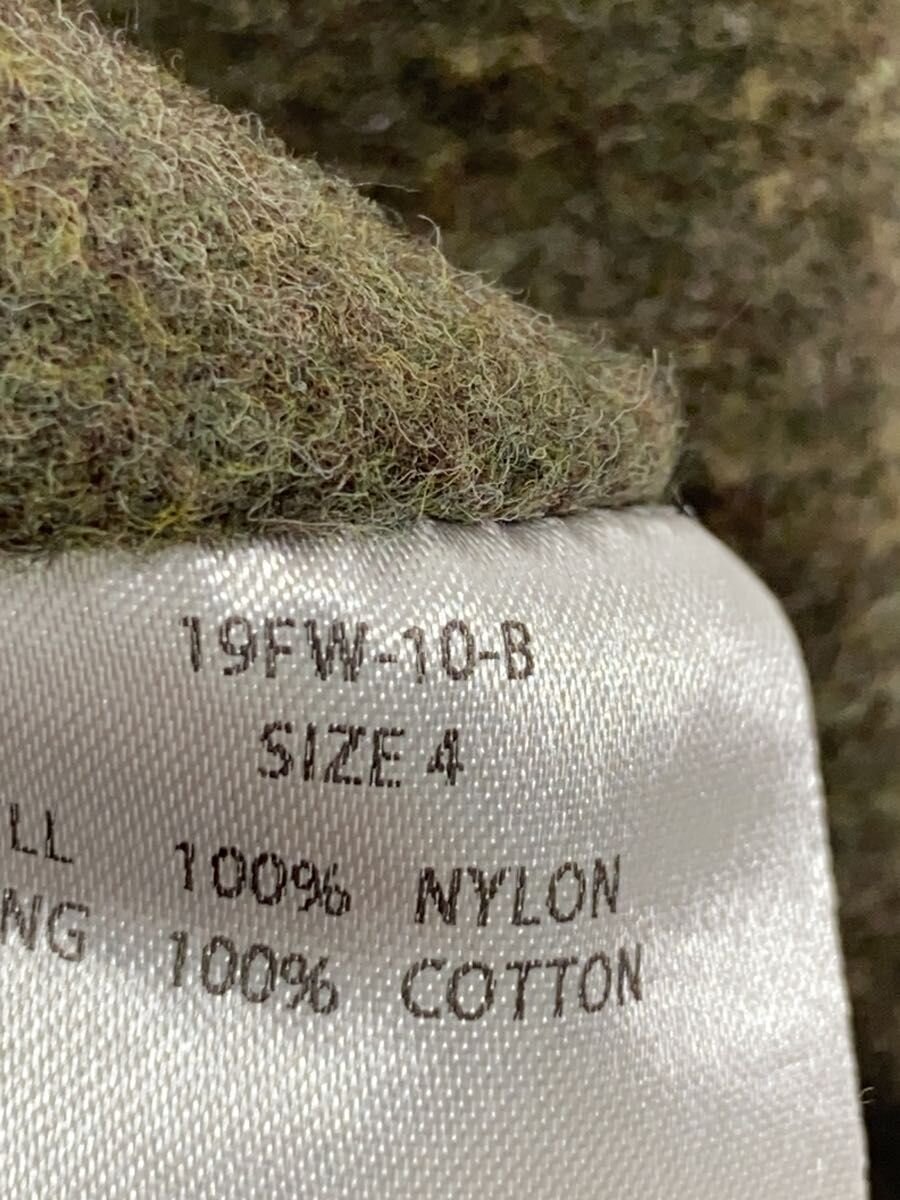 19FW-10-B
SIZE 4
LL 100% NYLON
NG 100% COTTON